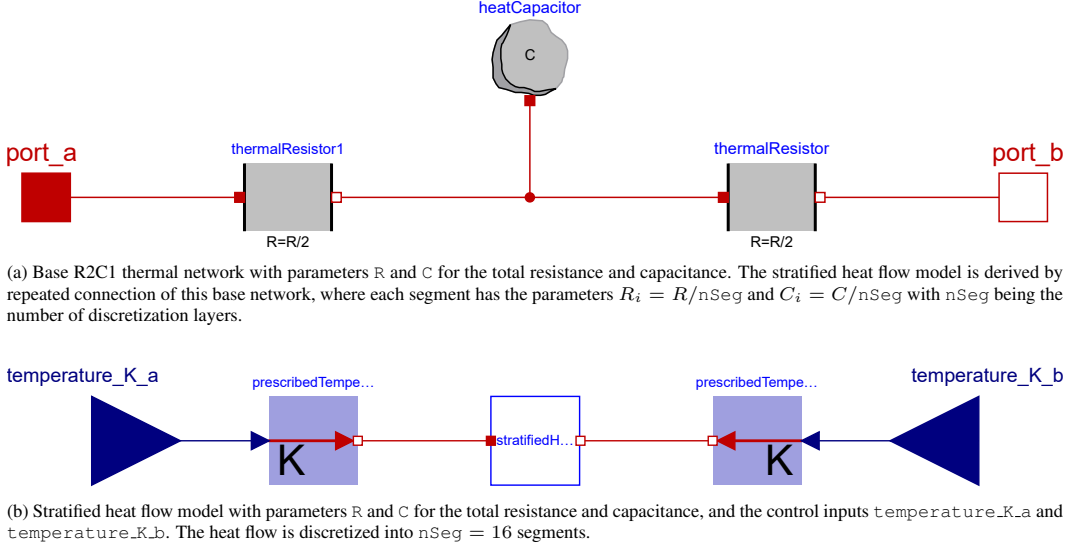 heatCapacitor
C
port_a
thermalResistor1
thermalResistor
port_b
R=R/2
R=R/2
(a) Base R2C1 thermal network with parameters R and C for the total resistance and capacitance. The stratified heat flow model is derived by
repeated connection of this base network, where each segment has the parameters R_i = R/nSeg and C_i = C/nSeg with nSeg being the
number of discretization layers.
temperature_K_a
prescribedTempe...
prescribedTempe...
temperature_K_b
K
stratifiedH...
K
(b) Stratified heat flow model with parameters R and C for the total resistance and capacitance, and the control inputs temperature_K_a and
temperature_K_b. The heat flow is discretized into nSeg = 16 segments.